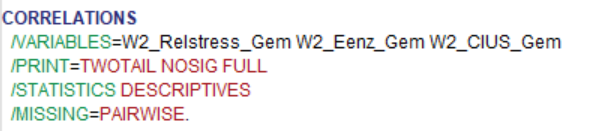 CORRELATIONS
/VARIABLES=W2_Relstress_Gem W2_Eenz_Gem W2_CIUS_Gem
/PRINT=TWOTAIL NOSIG FULL
/STATISTICS DESCRIPTIVES
/MISSING=PAIRWISE.